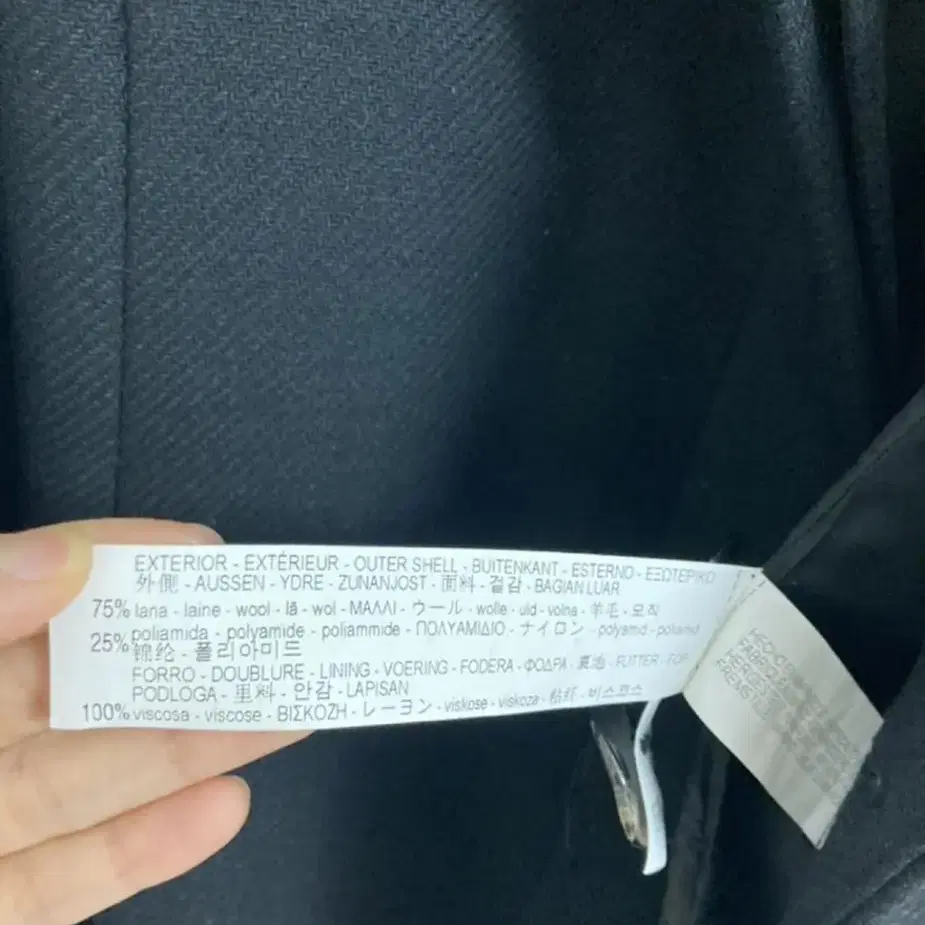 EXTERIOR - EXTÉRIEUR - OUTER SHELL - BUITENKANT - ESTERNO - ΕΞΩΤΕΡΙΚΟ
外側 - AUSSEN - YDRE - ZUNANJOST - 面料 - 겉감 - BAGIAN LUAR
75% lana - laine - wool - lã - wol - ΜΑΛΛΙ - ウール - wolle - uld - volna - 羊毛 - 모직
25% poliamida - polyamide - poliammide - ΠΟΛΥΑΜΙΔΙΟ - ナイロン - polyamid - poliamid
锦纶 - 폴리아미드
FORRO - DOUBLURE - LINING - VOERING - FODERA - ΦΟΔΡΑ - 裏地 - FUTTER - FOR
PODLOGA - 里料 - 안감 - LAPISAN
100% viscosa - viscose - ΒΙΣΚΟΖΗ - レーヨン - viskose - viskoza - 粘纤 - 비스코스